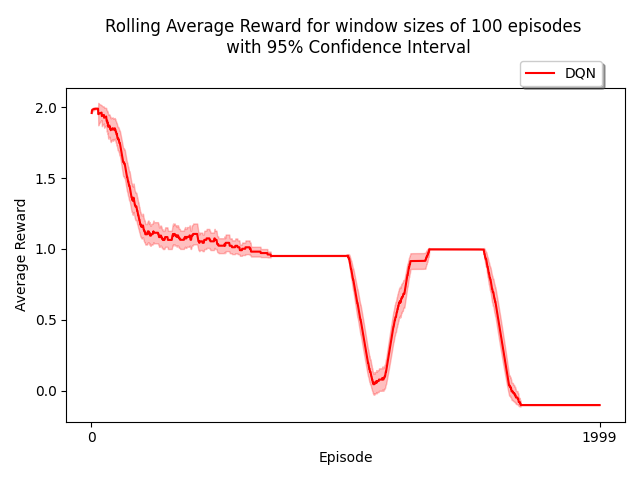 Rolling Average Reward for window sizes of 100 episodes
with 95% Confidence Interval
DQN
2.0
1.5
1.0
0.5
0.0
Average Reward
0
1999
Episode